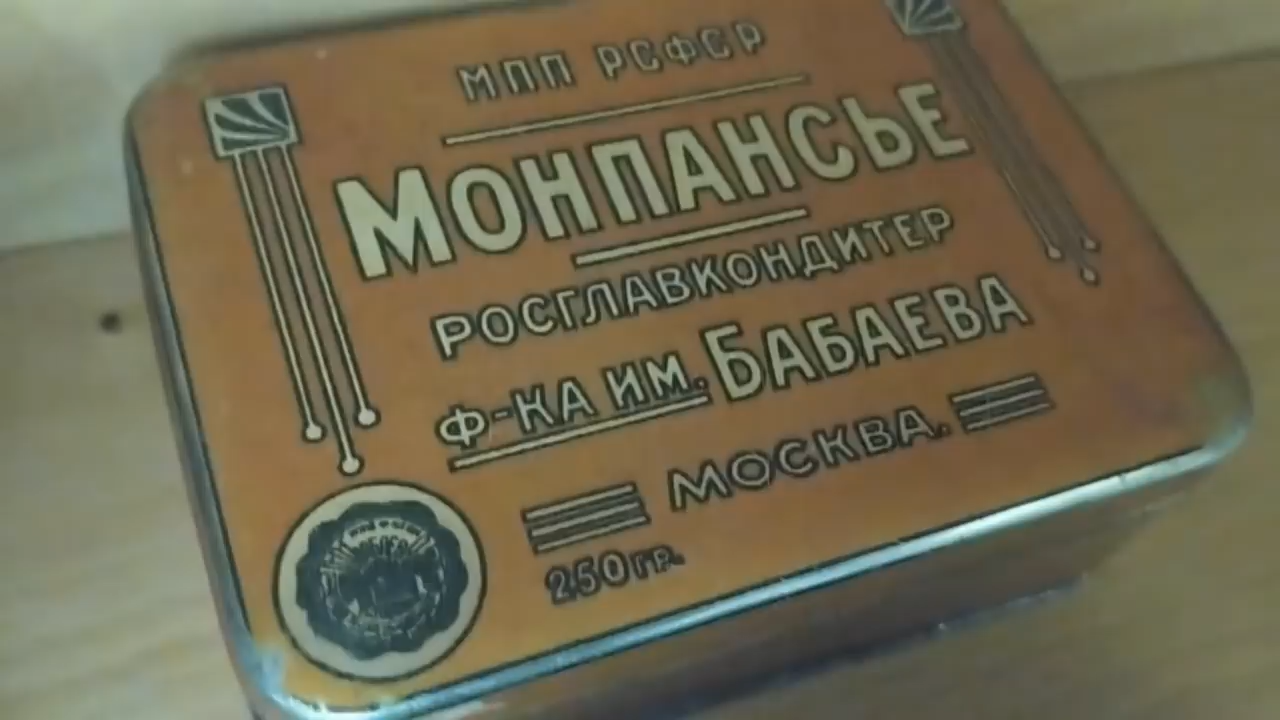 МПП РСФСР
МОНПАНСЬЕ
РОСГЛАВКОНДИТЕР
Ф-КА ИМ. БАБАЕВА
МОСКВА.
250 гр.